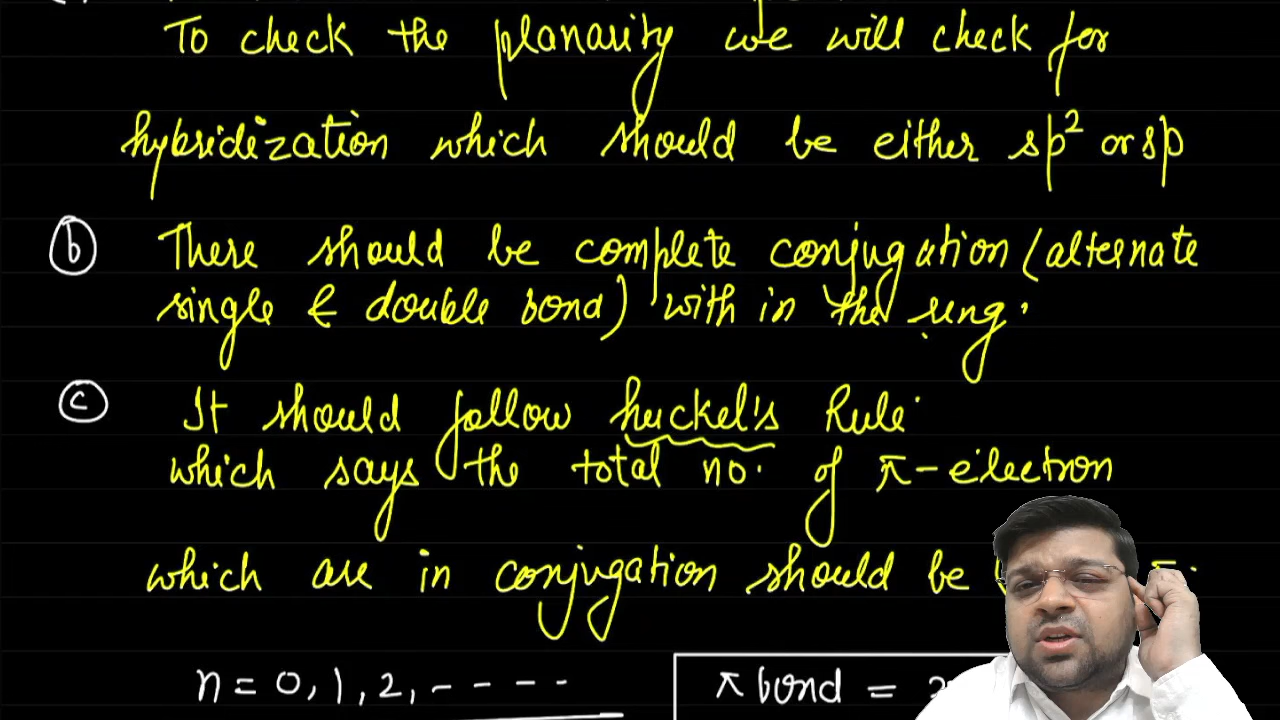 To check the planarity we will check for
hybridization which should be either sp² or sp
b There should be complete conjugation (alternate
single & double bond) with in the ring.
c It should follow huckel's Rule
which says the total no. of π-electron
which are in conjugation should be
n = 0, 1, 2, - - - -
π bond =